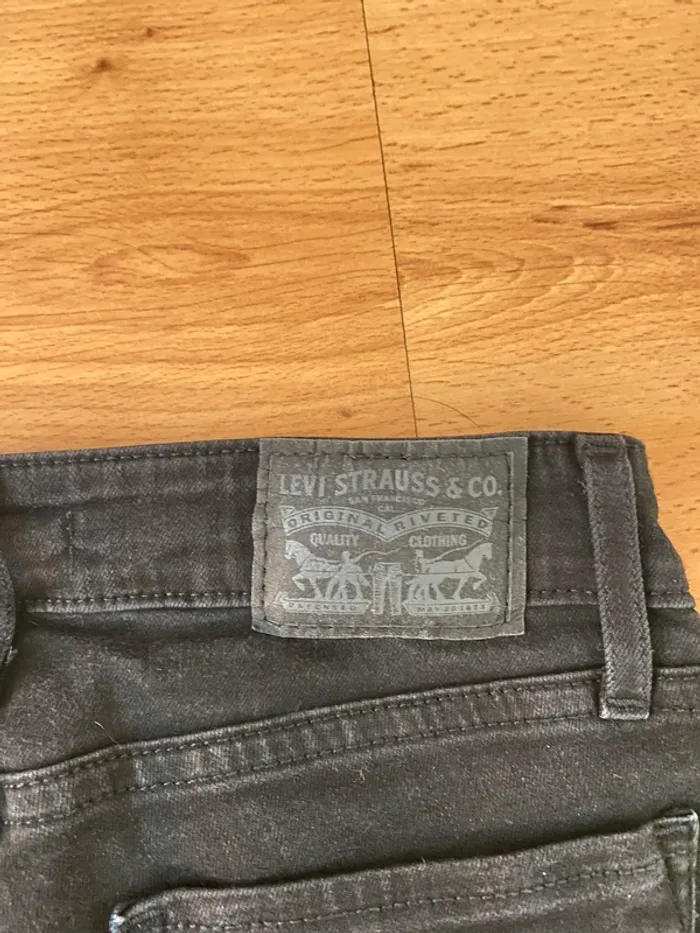 LEVI STRAUSS & CO.
SAN FRANCISCO
CAL.
ORIGINAL RIVETED
QUALITY CLOTHING
PATENTED MAY 20 1873